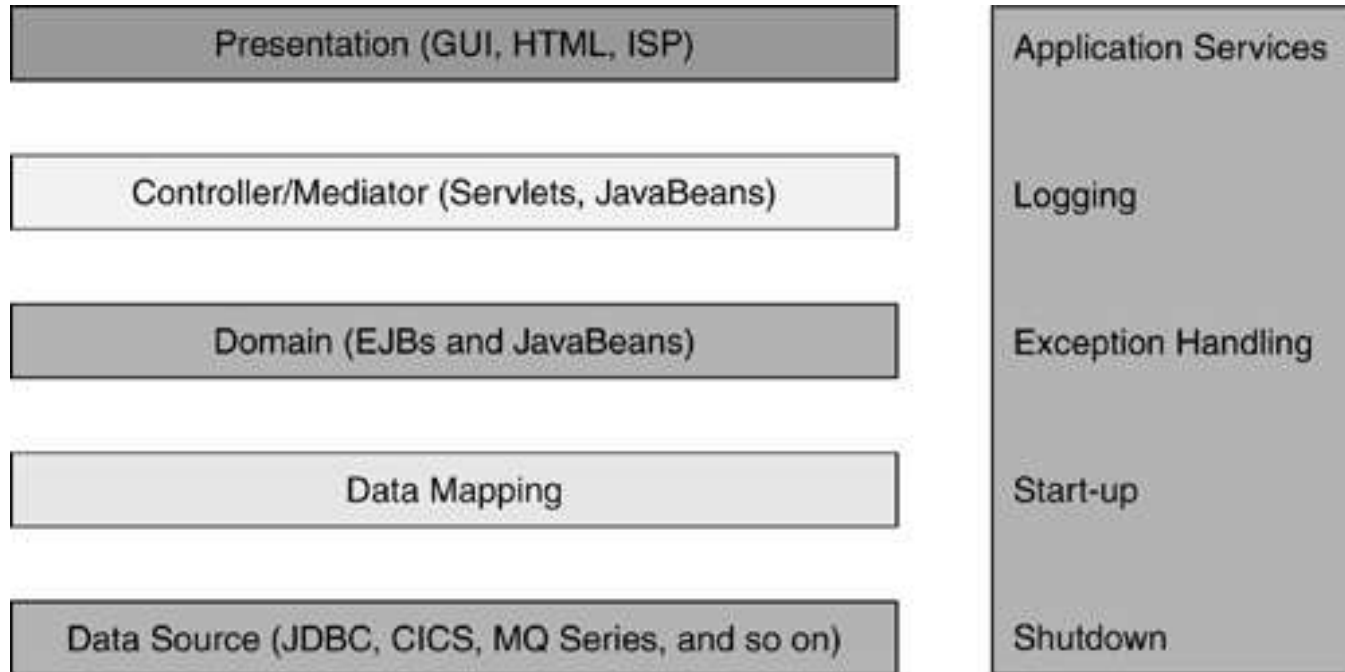 Presentation (GUI, HTML, ISP)
Controller/Mediator (Servlets, JavaBeans)
Domain (EJBs and JavaBeans)
Data Mapping
Data Source (JDBC, CICS, MQ Series, and so on)
Application Services
Logging
Exception Handling
Start-up
Shutdown